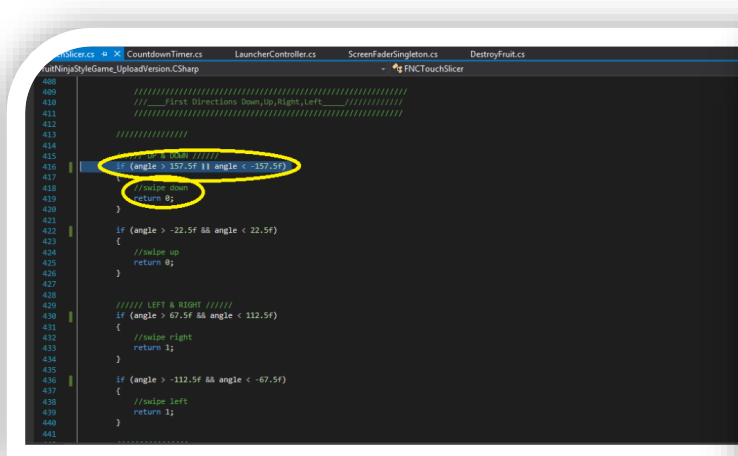 Slicer.cs CountdownTimer.cs LauncherController.cs ScreenFaderSingleton.cs DestroyFruit.cs
ruitNinjaStyleGame_UploadVersion.CSharp FNCTouchSlicer
408
409 /////////////////////////////////////////////////////////////
410 ///____First Directions Down,Up,Right,Left_____/////////////
411 ////////////////////////////////////////////////////////////
412
413 ////////////////
414
415 ////// UP & DOWN //////
416 if (angle > 157.5f || angle < -157.5f)
417 {
418 //swipe down
419 return 0;
420 }
421
422 if (angle > -22.5f && angle < 22.5f)
423 {
424 //swipe up
425 return 0;
426 }
427
428
429 ////// LEFT & RIGHT //////
430 if (angle > 67.5f && angle < 112.5f)
431 {
432 //swipe right
433 return 1;
434 }
435
436 if (angle > -112.5f && angle < -67.5f)
437 {
438 //swipe left
439 return 1;
440 }
441